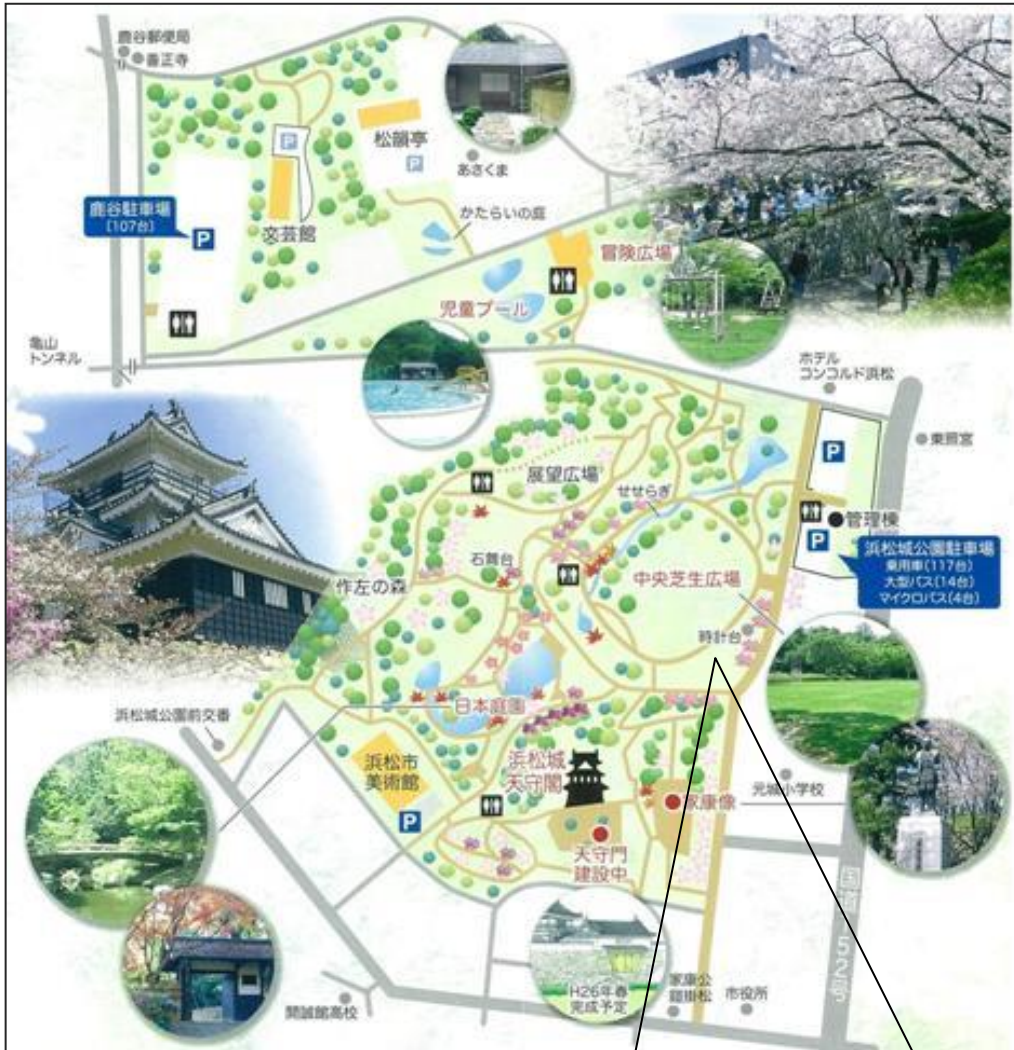 鹿谷郵便局
善正寺
松韻亭
P
P
あさくま
鹿谷駐車場
(107台)
P
文芸館
かたらいの庭
冒険広場
児童プール
亀山
トンネル
ホテル
コンコルド浜松
東照宮
P
展望広場
せせらぎ
管理棟
P
浜松城公園駐車場
乗用車(117台)
大型バス(14台)
マイクロバス(4台)
石舞台
中央芝生広場
作左の森
時計台
日本庭園
浜松城公園前交番
浜松市
美術館
P
浜松城
天守閣
元城小学校
家康像
天守門
建設中
国道152号
H26年春
完成予定
家康公
鎧掛松
市役所
開誠館高校